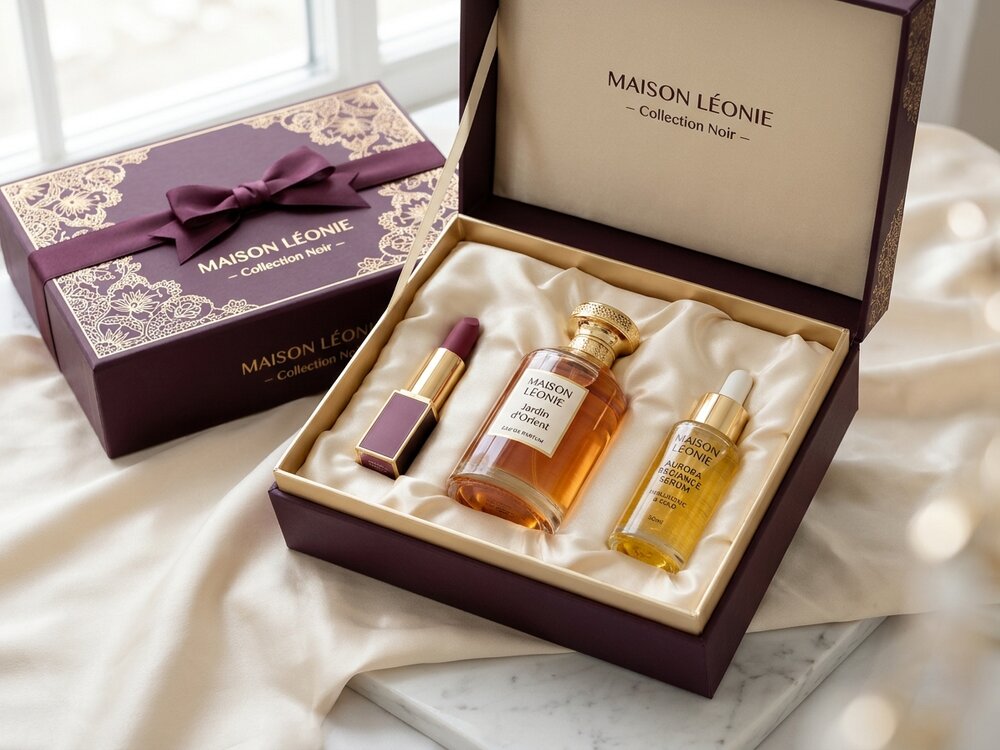 MAISON LÉONIE
– Collection Noir –
MAISON LÉONIE
– Collection Noir –
MAISON LÉONIE
– Collection
MAISON
LÉONIE
Jardin
d'Orient
EAU DE PARFUM
MAISON
LÉONIE
AURORA
SERUM